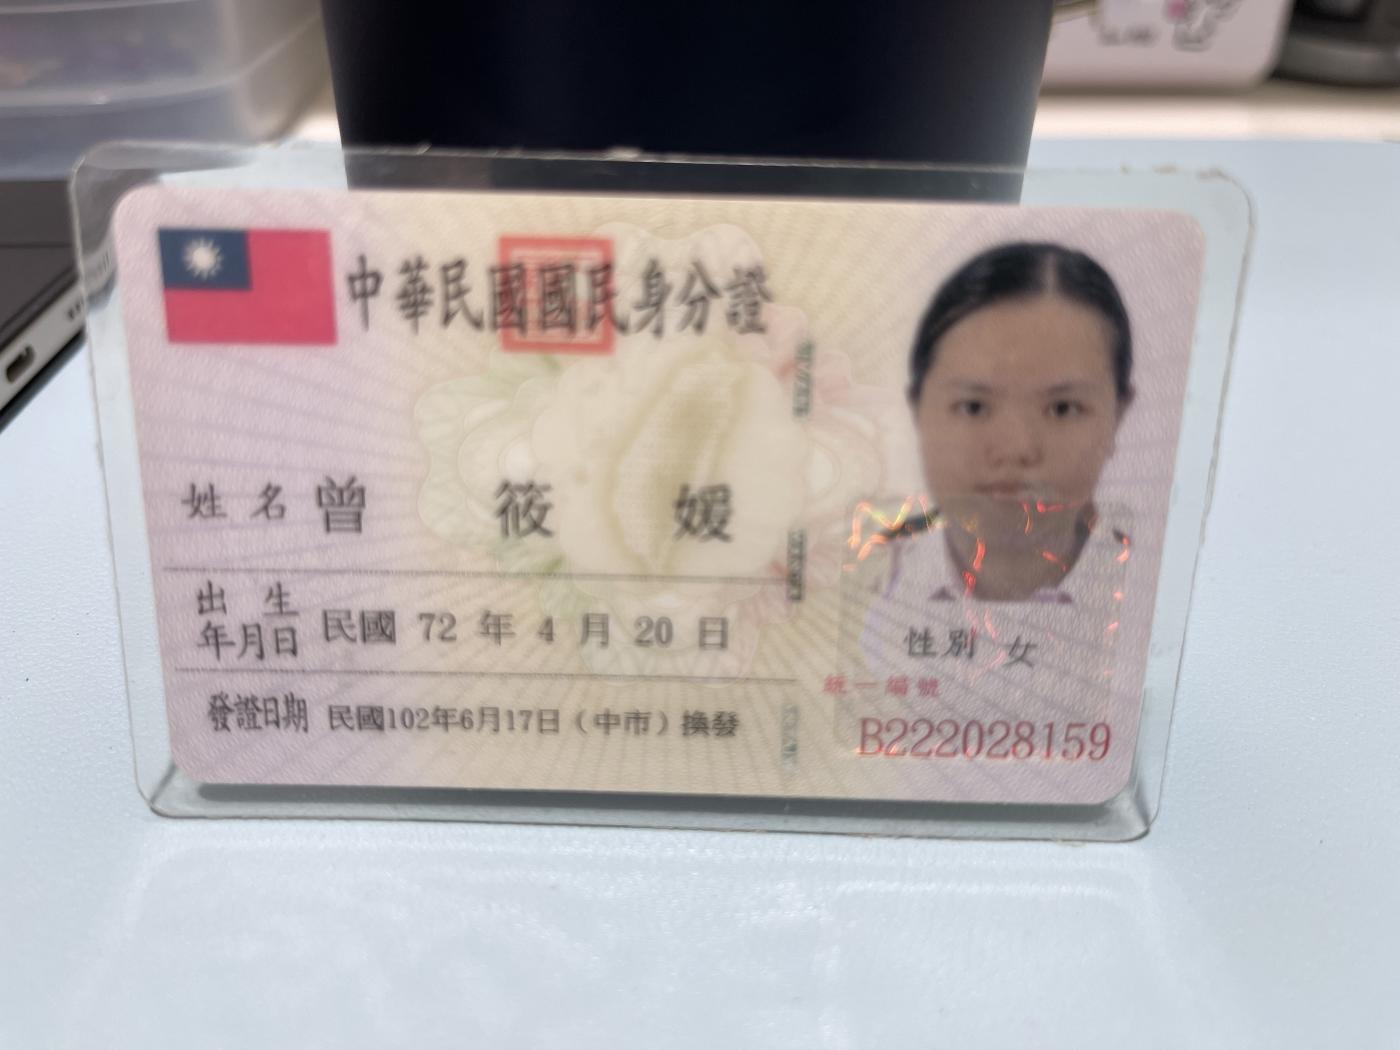 中華民國國民身分證
姓名 曾筱媛
出生年月日 民國 72 年 4 月 20 日
發證日期 民國102年6月17日（中市）換發
性別 女
統一編號
B222028159